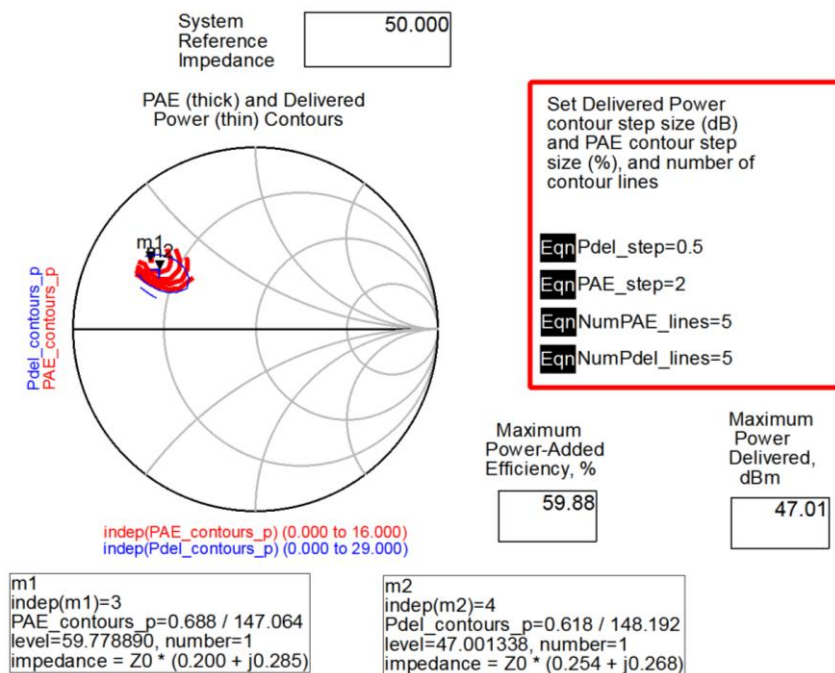 System
Reference
Impedance
50.000
PAE (thick) and Delivered
Power (thin) Contours
m1
m2
Pdel_contours_p
PAE_contours_p
indep(PAE_contours_p) (0.000 to 16.000)
indep(Pdel_contours_p) (0.000 to 29.000)
Set Delivered Power
contour step size (dB)
and PAE contour step
size (%), and number of
contour lines
Eqn Pdel_step=0.5
Eqn PAE_step=2
Eqn NumPAE_lines=5
Eqn NumPdel_lines=5
Maximum
Power-Added
Efficiency, %
59.88
Maximum
Power
Delivered,
dBm
47.01
m1
indep(m1)=3
PAE_contours_p=0.688 / 147.064
level=59.778890, number=1
impedance = Z0 * (0.200 + j0.285)
m2
indep(m2)=4
Pdel_contours_p=0.618 / 148.192
level=47.001338, number=1
impedance = Z0 * (0.254 + j0.268)